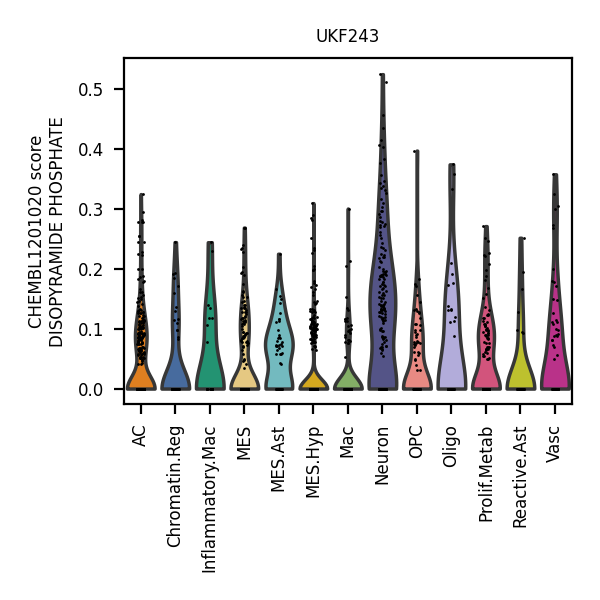 UKF243
CHEMBL1201020 score
DISOPYRAMIDE PHOSPHATE
0.5
0.4
0.3
0.2
0.1
0.0
AC
Chromatin.Reg
Inflammatory.Mac
MES
MES.Ast
MES.Hyp
Mac
Neuron
OPC
Oligo
Prolif.Metab
Reactive.Ast
Vasc